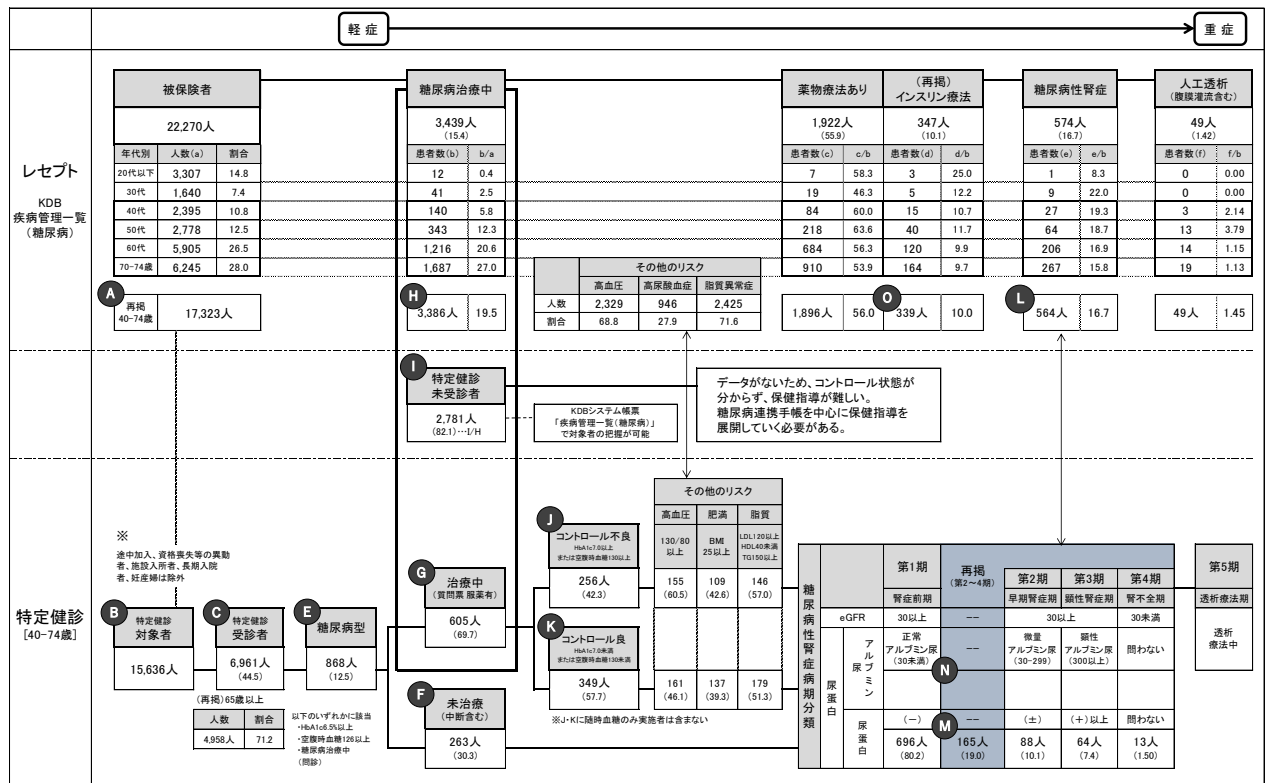 軽症
重症
レセプト
KDB
疾病管理一覧
(糖尿病)
被保険者
22,270人
年代別 人数(a) 割合
20代以下 3,307 14.8
30代 1,640 7.4
40代 2,395 10.8
50代 2,778 12.5
60代 5,905 26.5
70-74歳 6,245 28.0
A
再掲
40-74歳
17,323人
糖尿病治療中
3,439人
(15.4)
患者数(b) b/a
12 0.4
41 2.5
140 5.8
343 12.3
1,216 20.6
1,687 27.0
H
3,386人 19.5
その他のリスク
高血圧 高尿酸血症 脂質異常症
人数 2,329 946 2,425
割合 68.8 27.9 71.6
薬物療法あり
1,922人
(55.9)
患者数(c) c/b
7 58.3
19 46.3
84 60.0
218 63.6
684 56.3
910 53.9
1,896人 56.0
(再掲)
インスリン療法
347人
(10.1)
患者数(d) d/b
3 25.0
5 12.2
15 10.7
40 11.7
120 9.9
164 9.7
O
339人 10.0
糖尿病性腎症
574人
(16.7)
患者数(e) e/b
1 8.3
9 22.0
27 19.3
64 18.7
206 16.9
267 15.8
L
564人 16.7
人工透析
(腹膜灌流含む)
49人
(1.42)
患者数(f) f/b
0 0.00
0 0.00
3 2.14
13 3.79
14 1.15
19 1.13
49人 1.45
I
特定健診
未受診者
2,781人
(82.1)…I/H
KDBシステム帳票
「疾病管理一覧(糖尿病)」
で対象者の把握が可能
データがないため、コントロール状態が
分からず、保健指導が難しい。
糖尿病連携手帳を中心に保健指導を
展開していく必要がある。
特定健診
[40-74歳]
※
途中加入、資格喪失等の異動
者、施設入所者、長期入院
者、妊産婦は除外
B
特定健診
対象者
15,636人
C
特定健診
受診者
6,961人
(44.5)
(再掲)65歳以上
人数 割合
4,958人 71.2
E
糖尿病型
868人
(12.5)
以下のいずれかに該当
・HbA1c6.5%以上
・空腹時血糖126以上
・糖尿病治療中
(問診)
G
治療中
(質問票 服薬有)
605人
(69.7)
F
未治療
(中断含む)
263人
(30.3)
J
コントロール不良
HbA1c7.0以上
または空腹時血糖130以上
256人
(42.3)
K
コントロール良
HbA1c7.0未満
または空腹時血糖130未満
349人
(57.7)
その他のリスク
高血圧 肥満 脂質
130/80
以上
BMI
25以上
LDL120以上
HDL40未満
TG150以上
155 109 146
(60.5) (42.6) (57.0)
161 137 179
(46.1) (39.3) (51.3)
※J・Kに随時血糖のみ実施者は含まない
糖尿病性腎症病期分類
第1期
腎症前期
再掲
(第2~4期)
第2期
早期腎症期
第3期
顕性腎症期
第4期
腎不全期
第5期
透析療法期
eGFR 30以上 -- 30以上 30未満
透析
療法中
尿蛋白
尿アルブミン
正常
アルブミン尿
(30未満)
--
微量
アルブミン尿
(30-299)
顕性
アルブミン尿
(300以上)
問わない
N
尿蛋白
(-) -- (±) (+)以上 問わない
M
696人 165人 88人 64人 13人
(80.2) (19.0) (10.1) (7.4) (1.50)